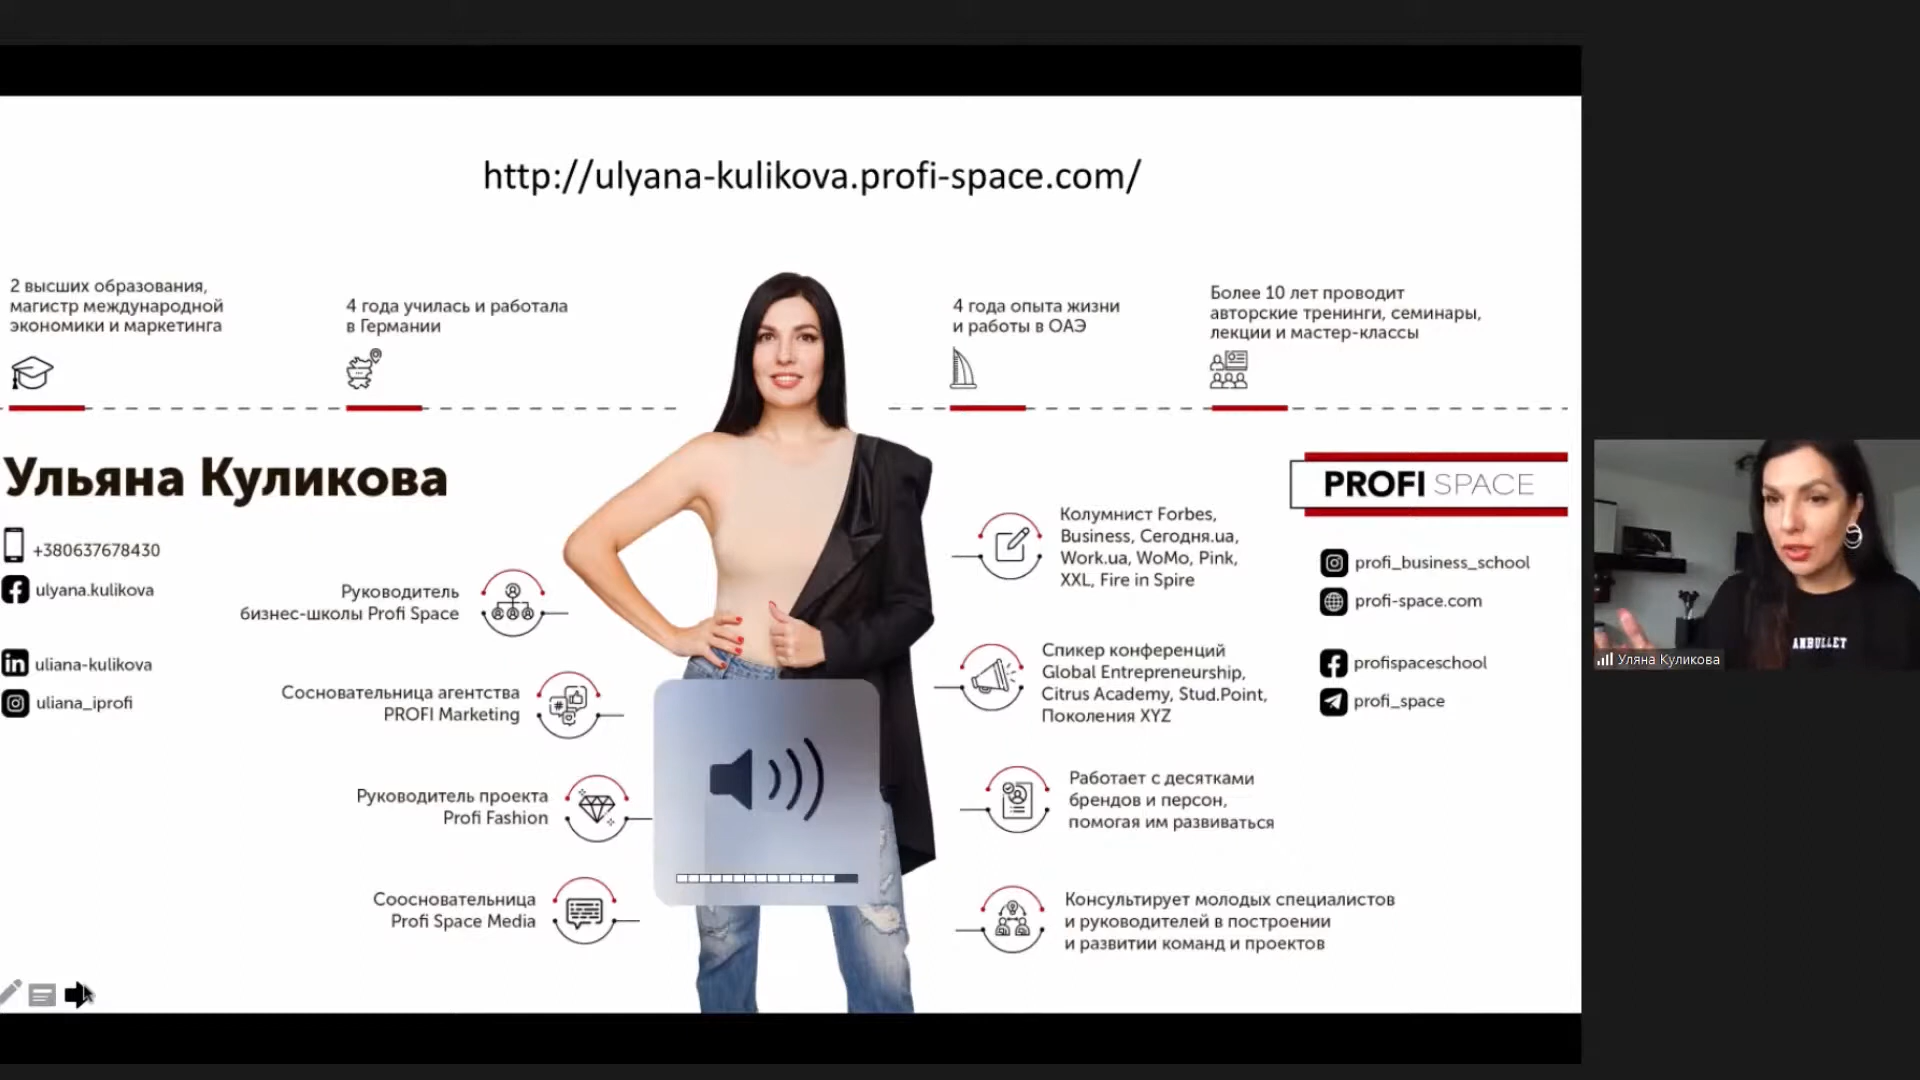 http://ulyana-kulikova.profi-space.com/
2 высших образования,
магистр международной
экономики и маркетинга
4 года училась и работала
в Германии
4 года опыта жизни
и работы в ОАЭ
Более 10 лет проводит
авторские тренинги, семинары,
лекции и мастер-классы
Ульяна Куликова
+380637678430
ulyana.kulikova
uliana-kulikova
uliana_iprofi
Руководитель
бизнес-школы Profi Space
Сосновательница агентства
PROFI Marketing
Руководитель проекта
Profi Fashion
Соосновательница
Profi Space Media
Колумнист Forbes,
Business, Сегодня.ua,
Work.ua, WoMo, Pink,
XXL, Fire in Spire
Спикер конференций
Global Entrepreneurship,
Citrus Academy, Stud.Point,
Поколения XYZ
Работает с десятками
брендов и персон,
помогая им развиваться
Консультирует молодых специалистов
и руководителей в построении
и развитии команд и проектов
PROFI SPACE
profi_business_school
profi-space.com
profispaceschool
profi_space
ANBULLET
Уляна Куликова